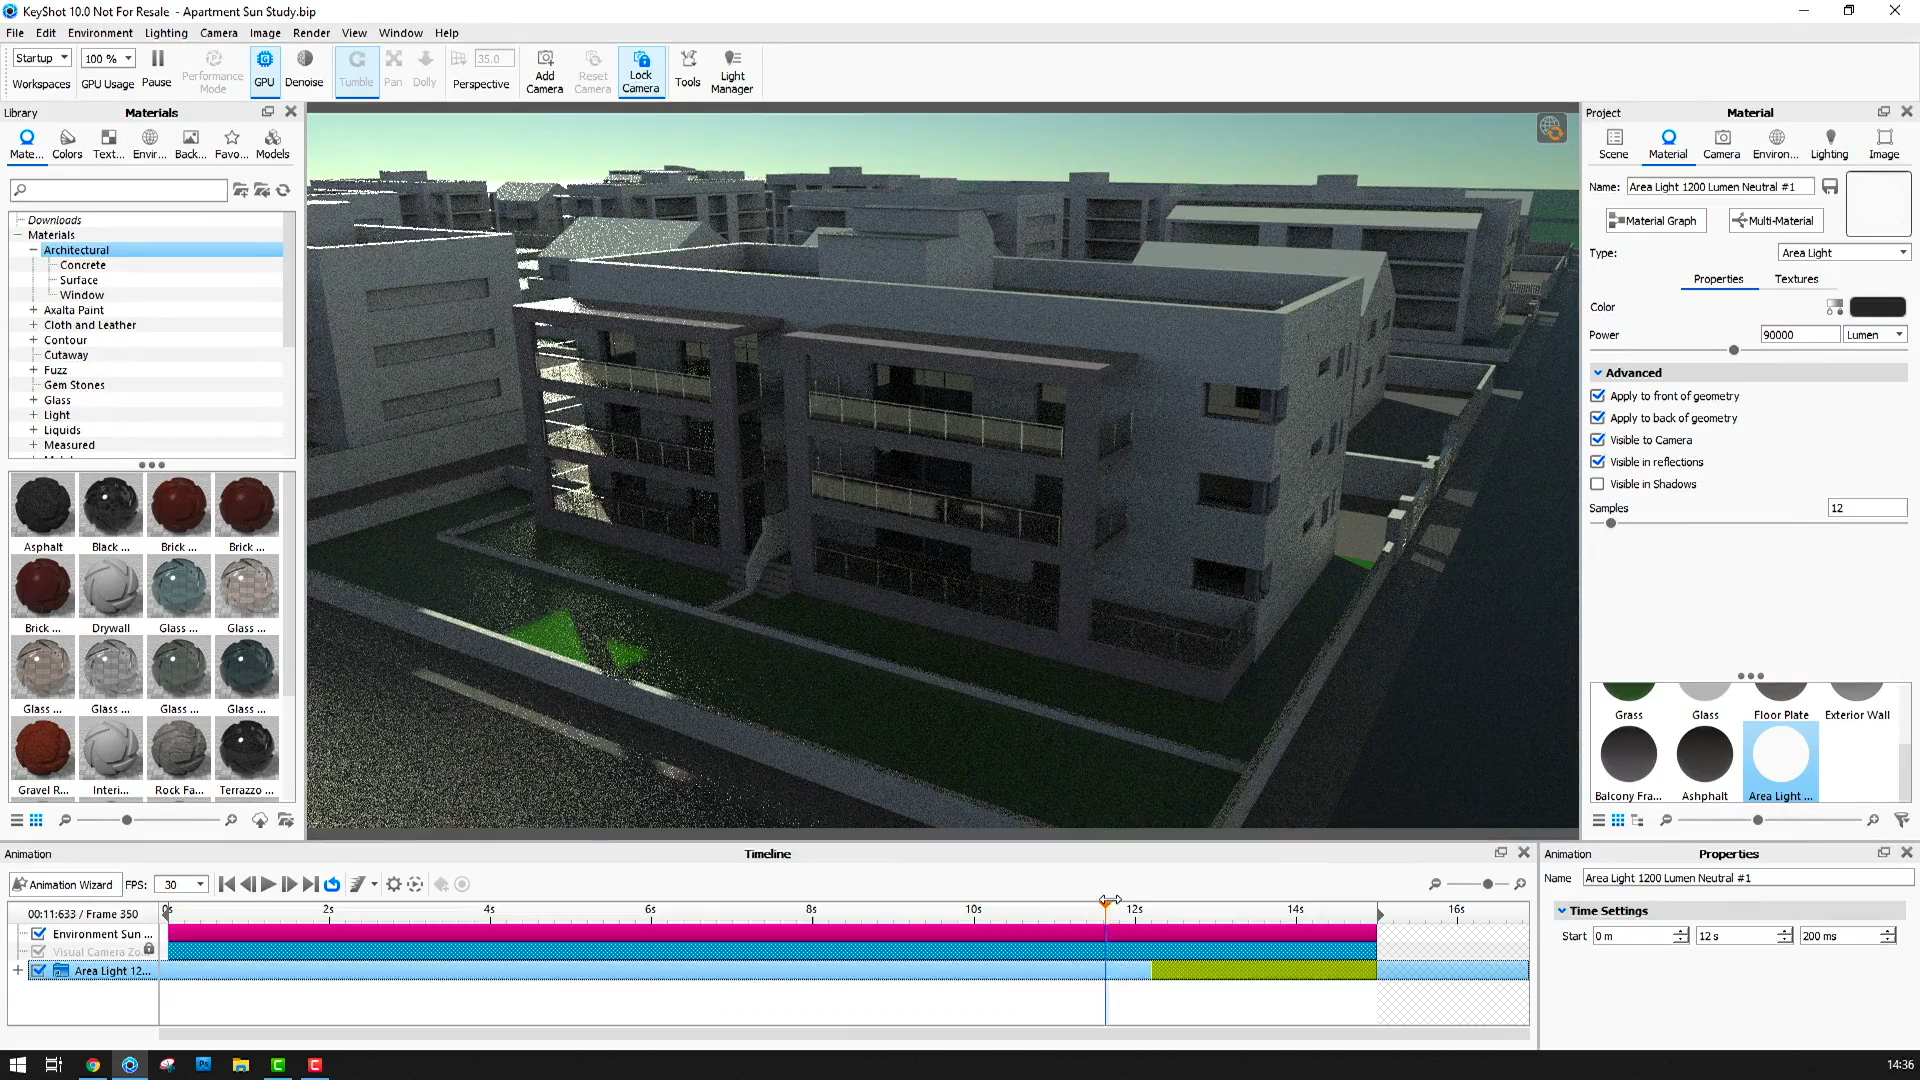 KeyShot 10.0 Not For Resale - Apartment Sun Study.bip
File Edit Environment Lighting Camera Image Render View Window Help
Startup 100 % 35.0
Workspaces GPU Usage Pause Performance Mode GPU Denoise Tumble Pan Dolly Perspective Add Camera Reset Camera Lock Camera Tools Light Manager
Library Materials
Mate... Colors Text... Envir... Back... Favo... Models
Downloads
Materials
Architectural
Concrete
Surface
Window
Axalta Paint
Cloth and Leather
Contour
Cutaway
Fuzz
Gem Stones
Glass
Light
Liquids
Measured
Asphalt Black ... Brick ... Brick ...
Brick ... Drywall Glass ... Glass ...
Glass ... Glass ... Glass ... Glass ...
Gravel R... Interi... Rock Fa... Terrazzo ...
Project Material
Scene Material Camera Environ... Lighting Image
Name: Area Light 1200 Lumen Neutral #1
Material Graph Multi-Material
Type: Area Light
Properties Textures
Color
Power 90000 Lumen
Advanced
Apply to front of geometry
Apply to back of geometry
Visible to Camera
Visible in reflections
Visible in Shadows
Samples 12
Grass Glass Floor Plate Exterior Wall
Balcony Fra... Ashphalt Area Light ...
Animation Timeline
Animation Wizard FPS: 30
00:11:633 / Frame 350
0s 2s 4s 6s 8s 10s 12s 14s 16s
Environment Sun ...
Visual Camera Zo...
Area Light 12...
Animation Properties
Name Area Light 1200 Lumen Neutral #1
Time Settings
Start 0 m 12 s 200 ms
14:36